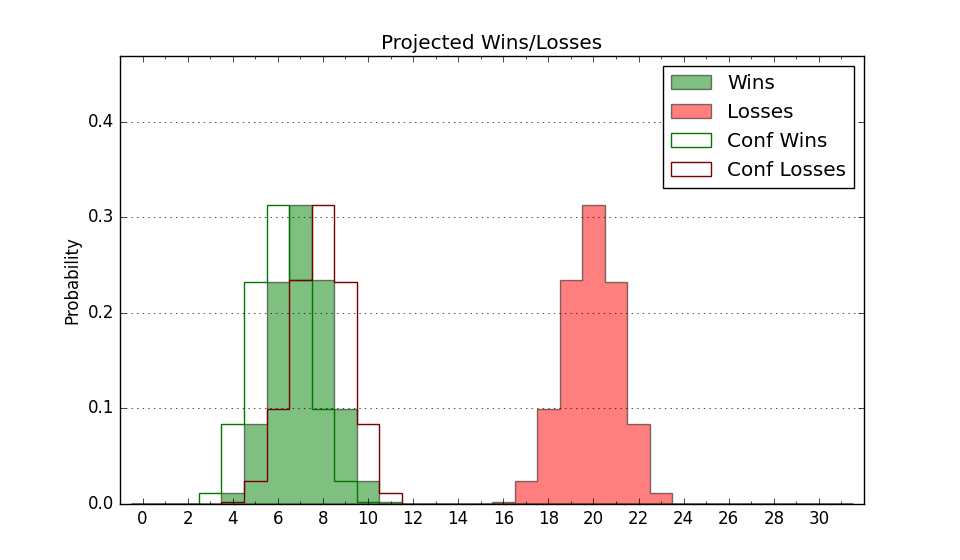 Projected Wins/Losses
Wins
Losses
Conf Wins
Conf Losses
Probability
0.4
0.3
0.2
0.1
0.0
0 2 4 6 8 10 12 14 16 18 20 22 24 26 28 30